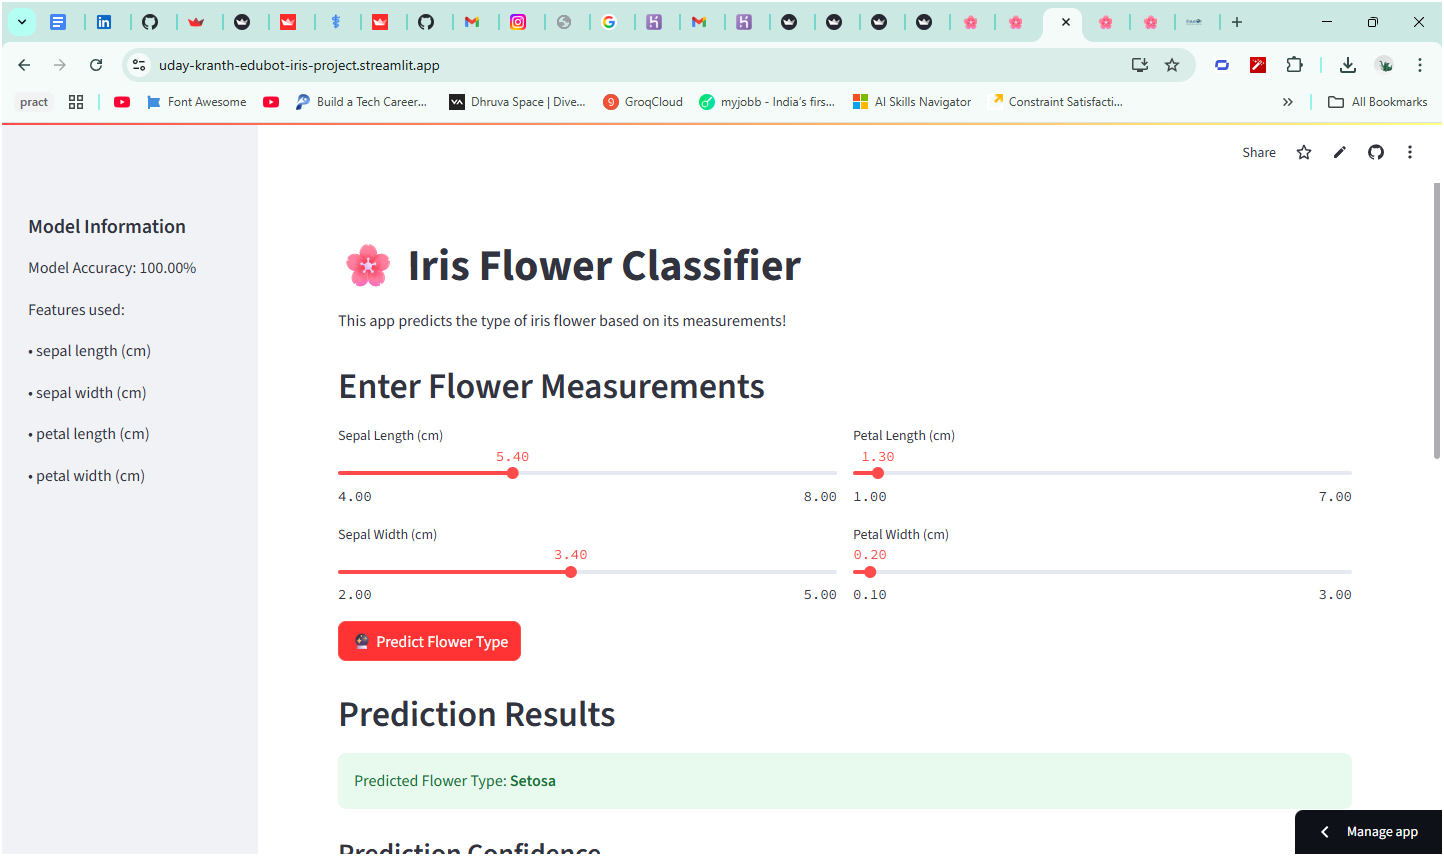 uday-kranth-edubot-iris-project.streamlit.app
pract
Font Awesome
Build a Tech Career...
Dhruva Space | Dive...
GroqCloud
myjobb - India's firs...
AI Skills Navigator
Constraint Satisfacti...
All Bookmarks
Share
Model Information
Model Accuracy: 100.00%
Features used:
• sepal length (cm)
• sepal width (cm)
• petal length (cm)
• petal width (cm)
Iris Flower Classifier
This app predicts the type of iris flower based on its measurements!
Enter Flower Measurements
Sepal Length (cm)
5.40
4.00 8.00
Petal Length (cm)
1.30
1.00 7.00
Sepal Width (cm)
3.40
2.00 5.00
Petal Width (cm)
0.20
0.10 3.00
Predict Flower Type
Prediction Results
Predicted Flower Type: Setosa
Prediction Confidence
Manage app